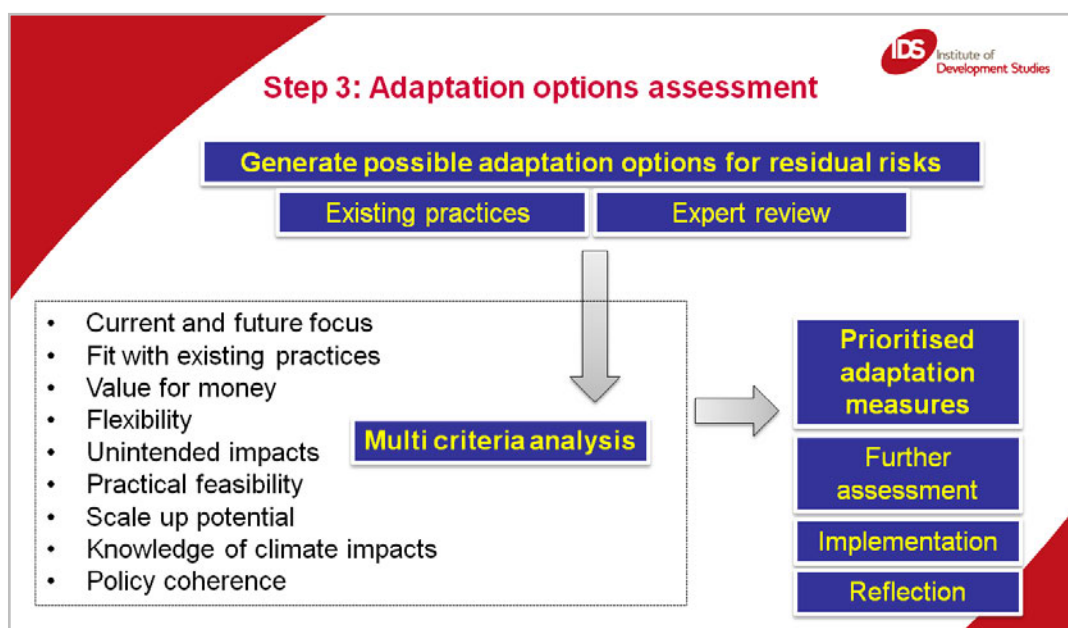 IDS
Institute of
Development Studies
Step 3: Adaptation options assessment
Generate possible adaptation options for residual risks
Existing practices
Expert review
• Current and future focus
• Fit with existing practices
• Value for money
• Flexibility
• Unintended impacts
• Practical feasibility
• Scale up potential
• Knowledge of climate impacts
• Policy coherence
Multi criteria analysis
Prioritised
adaptation
measures
Further
assessment
Implementation
Reflection